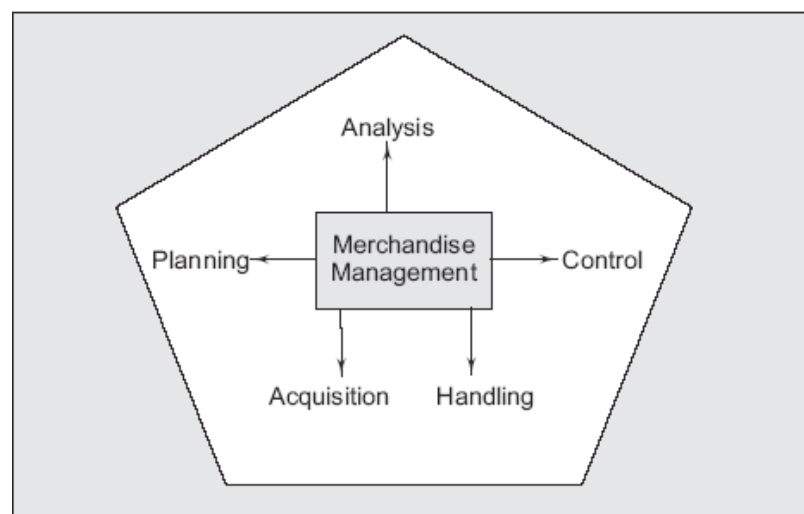 Analysis
Planning
Merchandise
Management
Control
Acquisition
Handling